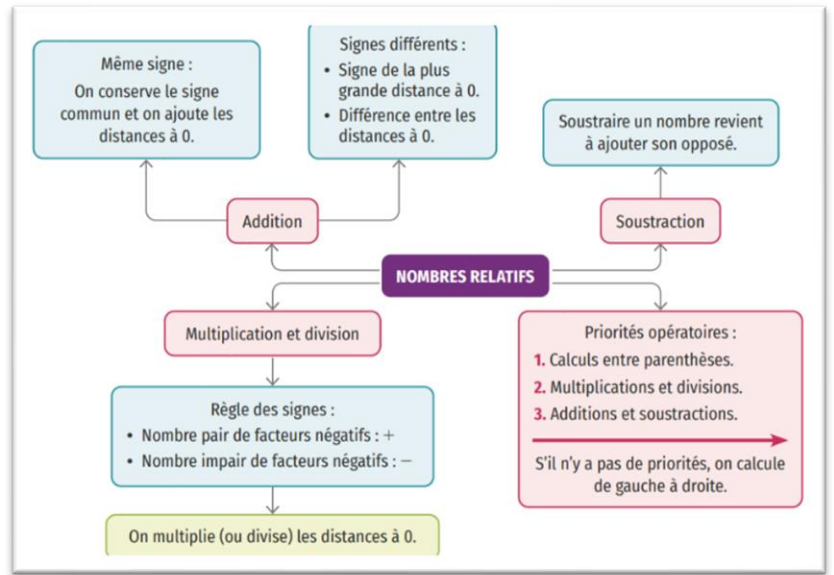 Même signe :
On conserve le signe
commun et on ajoute les
distances à 0.
Signes différents :
• Signe de la plus
grande distance à 0.
• Différence entre les
distances à 0.
Soustraire un nombre revient
à ajouter son opposé.
Addition
Soustraction
NOMBRES RELATIFS
Multiplication et division
Règle des signes :
• Nombre pair de facteurs négatifs : +
• Nombre impair de facteurs négatifs : −
On multiplie (ou divise) les distances à 0.
Priorités opératoires :
1. Calculs entre parenthèses.
2. Multiplications et divisions.
3. Additions et soustractions.
S’il n’y a pas de priorités, on calcule
de gauche à droite.